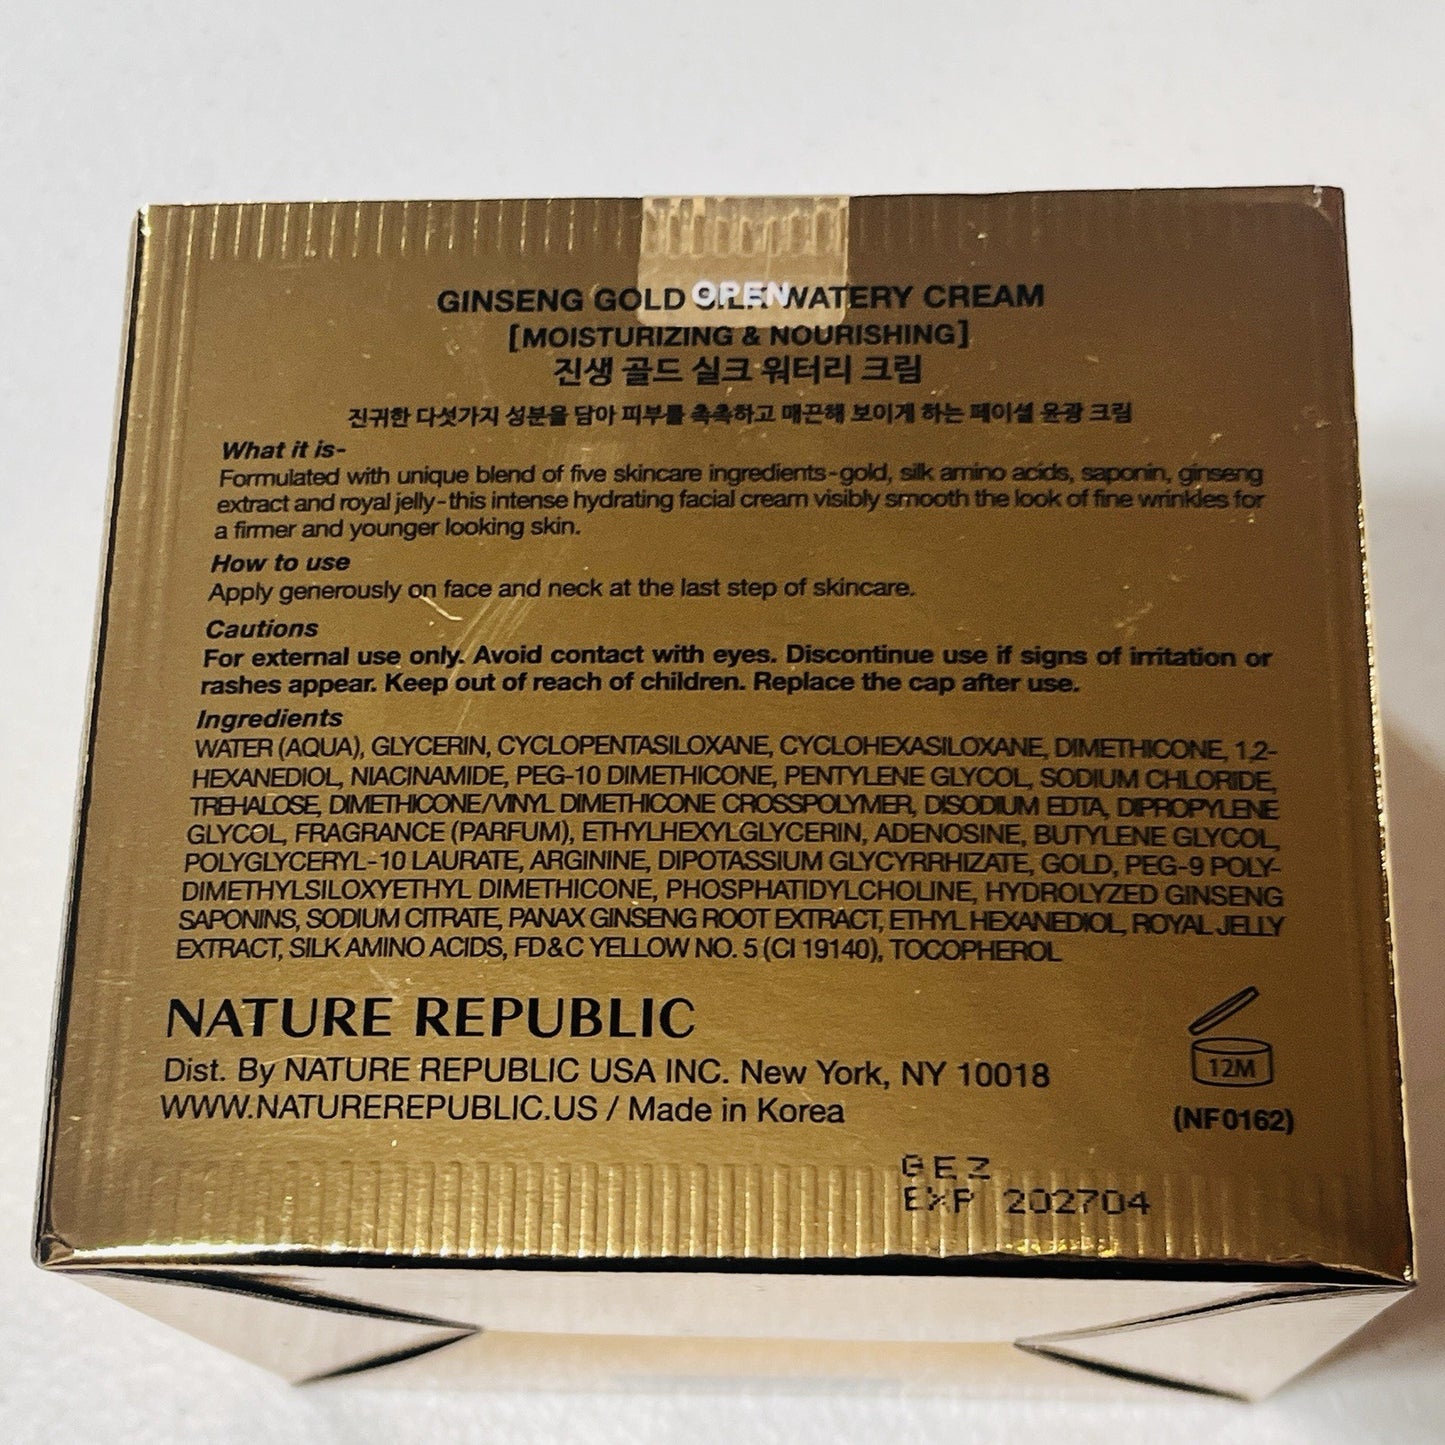 OPEN
GINSENG GOLD SILK WATERY CREAM
[MOISTURIZING & NOURISHING]
진생 골드 실크 워터리 크림
진귀한 다섯가지 성분을 담아 피부를 촉촉하고 매끈해 보이게 하는 페이셜 윤광 크림
What it is-
Formulated with unique blend of five skincare ingredients-gold, silk amino acids, saponin, ginseng
extract and royal jelly-this intense hydrating facial cream visibly smooth the look of fine wrinkles for
a firmer and younger looking skin.
How to use
Apply generously on face and neck at the last step of skincare.
Cautions
For external use only. Avoid contact with eyes. Discontinue use if signs of irritation or
rashes appear. Keep out of reach of children. Replace the cap after use.
Ingredients
WATER (AQUA), GLYCERIN, CYCLOPENTASILOXANE, CYCLOHEXASILOXANE, DIMETHICONE, 1,2-
HEXANEDIOL, NIACINAMIDE, PEG-10 DIMETHICONE, PENTYLENE GLYCOL, SODIUM CHLORIDE,
TREHALOSE, DIMETHICONE/VINYL DIMETHICONE CROSSPOLYMER, DISODIUM EDTA, DIPROPYLENE
GLYCOL, FRAGRANCE (PARFUM), ETHYLHEXYLGLYCERIN, ADENOSINE, BUTYLENE GLYCOL,
POLYGLYCERYL-10 LAURATE, ARGININE, DIPOTASSIUM GLYCYRRHIZATE, GOLD, PEG-9 POLY-
DIMETHYLSILOXYETHYL DIMETHICONE, PHOSPHATIDYLCHOLINE, HYDROLYZED GINSENG
SAPONINS, SODIUM CITRATE, PANAX GINSENG ROOT EXTRACT, ETHYL HEXANEDIOL, ROYAL JELLY
EXTRACT, SILK AMINO ACIDS, FD&C YELLOW NO. 5 (CI 19140), TOCOPHEROL
NATURE REPUBLIC
Dist. By NATURE REPUBLIC USA INC. New York, NY 10018
WWW.NATUREREPUBLIC.US / Made in Korea
12M
(NF0162)
GEZ
EXP 202704